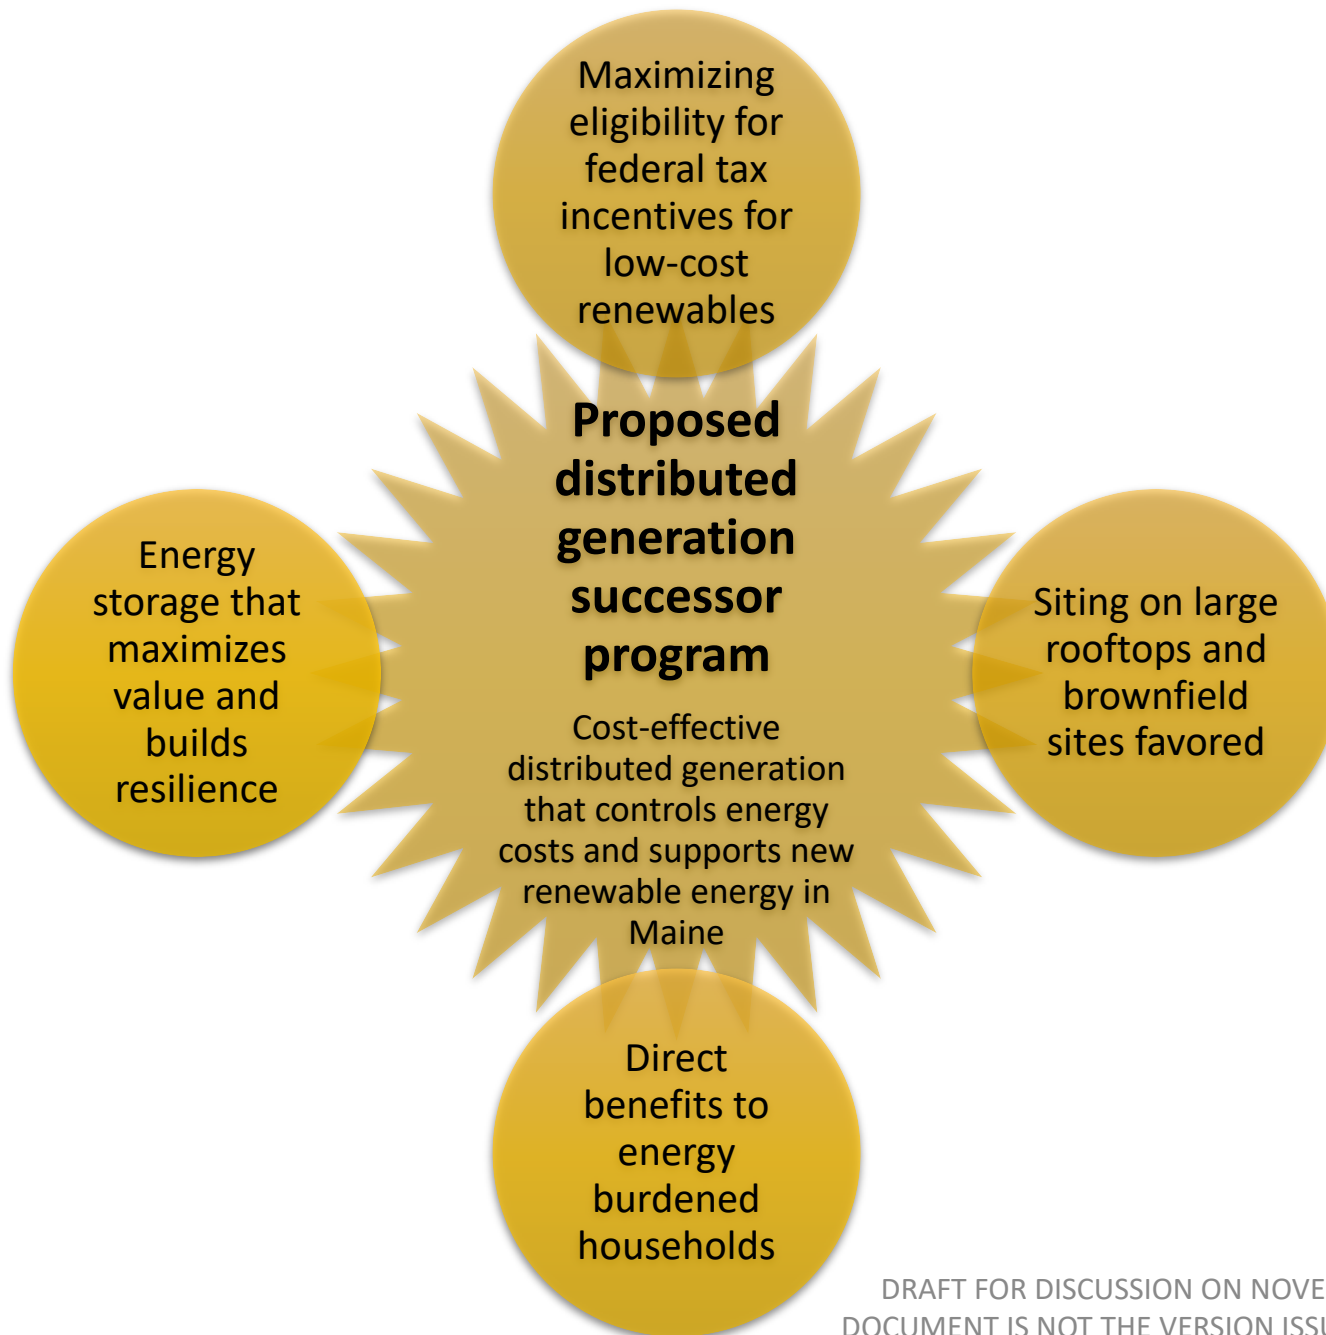 Maximizing
eligibility for
federal tax
incentives for
low-cost
renewables
Proposed
distributed
generation
successor
program
Cost-effective
distributed generation
that controls energy
costs and supports new
renewable energy in
Maine
Energy
storage that
maximizes
value and
builds
resilience
Siting on large
rooftops and
brownfield
sites favored
Direct
benefits to
energy
burdened
households
DRAFT FOR DISCUSSION ON NOVE
DOCUMENT IS NOT THE VERSION ISSU